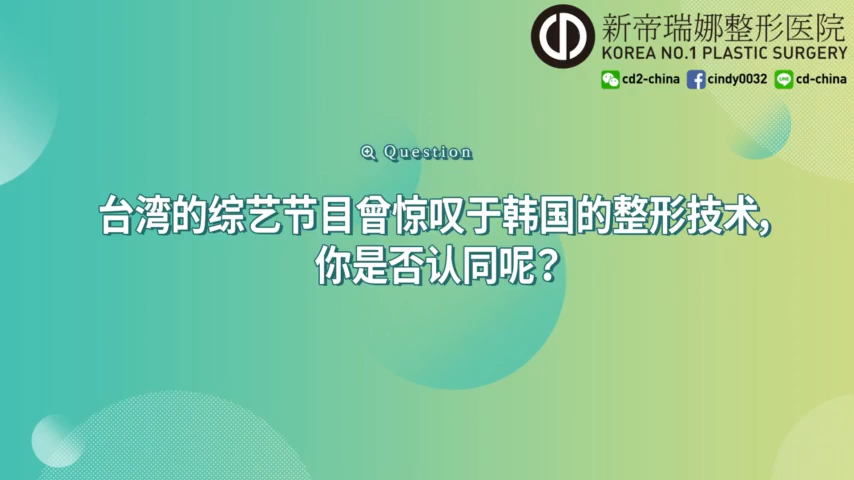 新帝瑞娜整形医院
KOREA NO.1 PLASTIC SURGERY
cd2-china cindy0032 cd-china
Question
台湾的综艺节目曾惊叹于韩国的整形技术,
你是否认同呢？